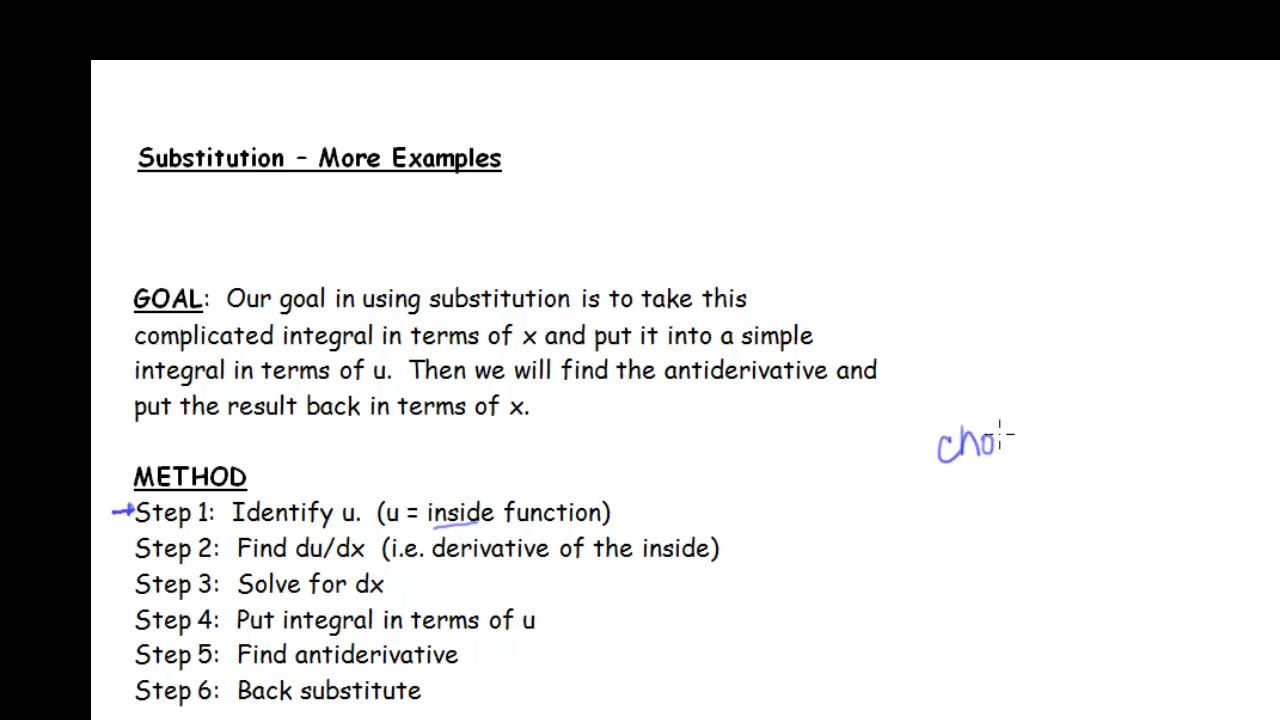 Substitution – More Examples
GOAL: Our goal in using substitution is to take this
complicated integral in terms of x and put it into a simple
integral in terms of u. Then we will find the antiderivative and
put the result back in terms of x.
cho
METHOD
Step 1: Identify u. (u = inside function)
Step 2: Find du/dx (i.e. derivative of the inside)
Step 3: Solve for dx
Step 4: Put integral in terms of u
Step 5: Find antiderivative
Step 6: Back substitute